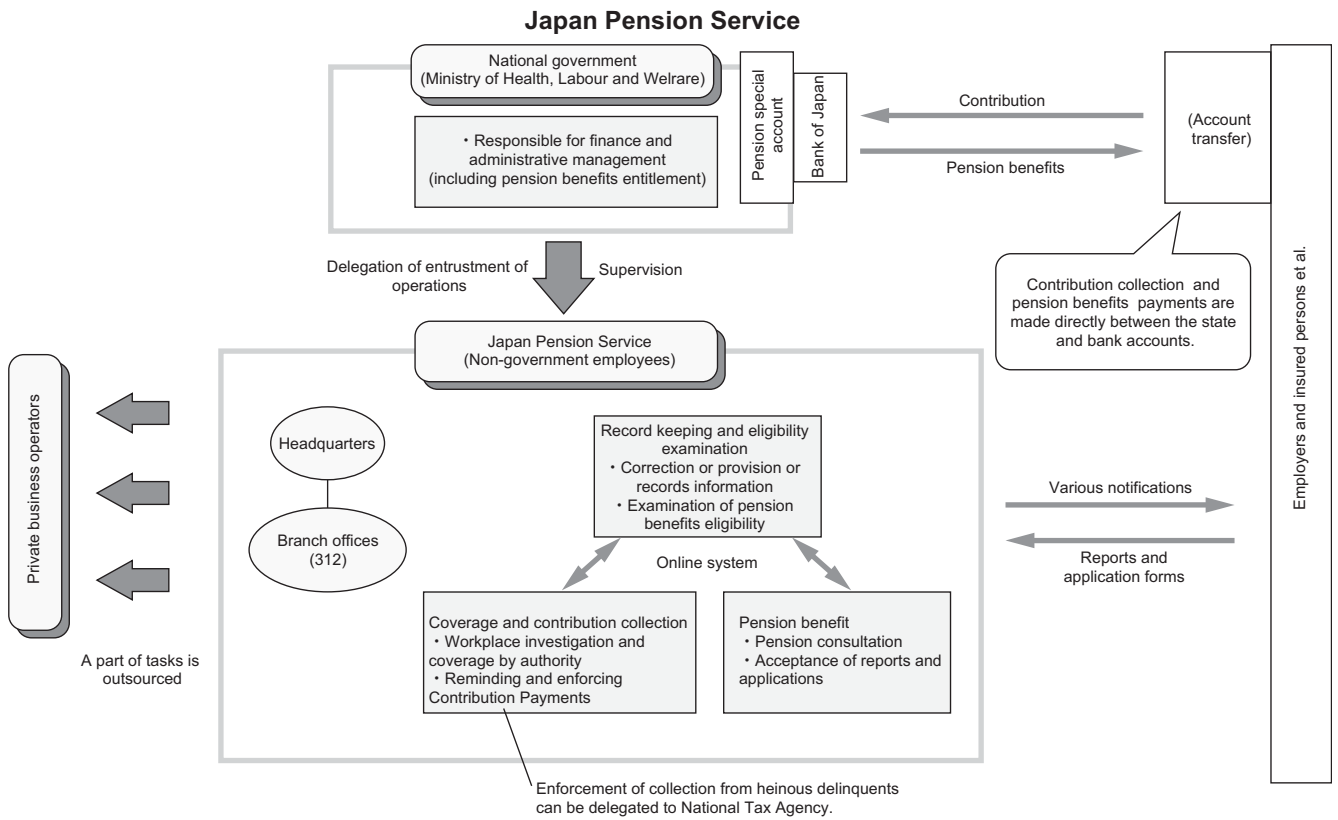 Japan Pension Service
National government
(Ministry of Health, Labour and Welrare)
・Responsible for finance and
administrative management
(including pension benefits entitlement)
Pension special
account
Bank of Japan
Contribution
Pension benefits
(Account
transfer)
Employers and insured persons et al.
Contribution collection and
pension benefits payments are
made directly between the state
and bank accounts.
Delegation of entrustment of
operations
Supervision
Japan Pension Service
(Non-government employees)
Private business operators
A part of tasks is
outsourced
Headquarters
Branch offices
(312)
Record keeping and eligibility
examination
・Correction or provision or
records information
・Examination of pension
benefits eligibility
Online system
Various notifications
Reports and
application forms
Coverage and contribution collection
・Workplace investigation and
coverage by authority
・Reminding and enforcing
Contribution Payments
Pension benefit
・Pension consultation
・Acceptance of reports and
applications
Enforcement of collection from heinous delinquents
can be delegated to National Tax Agency.